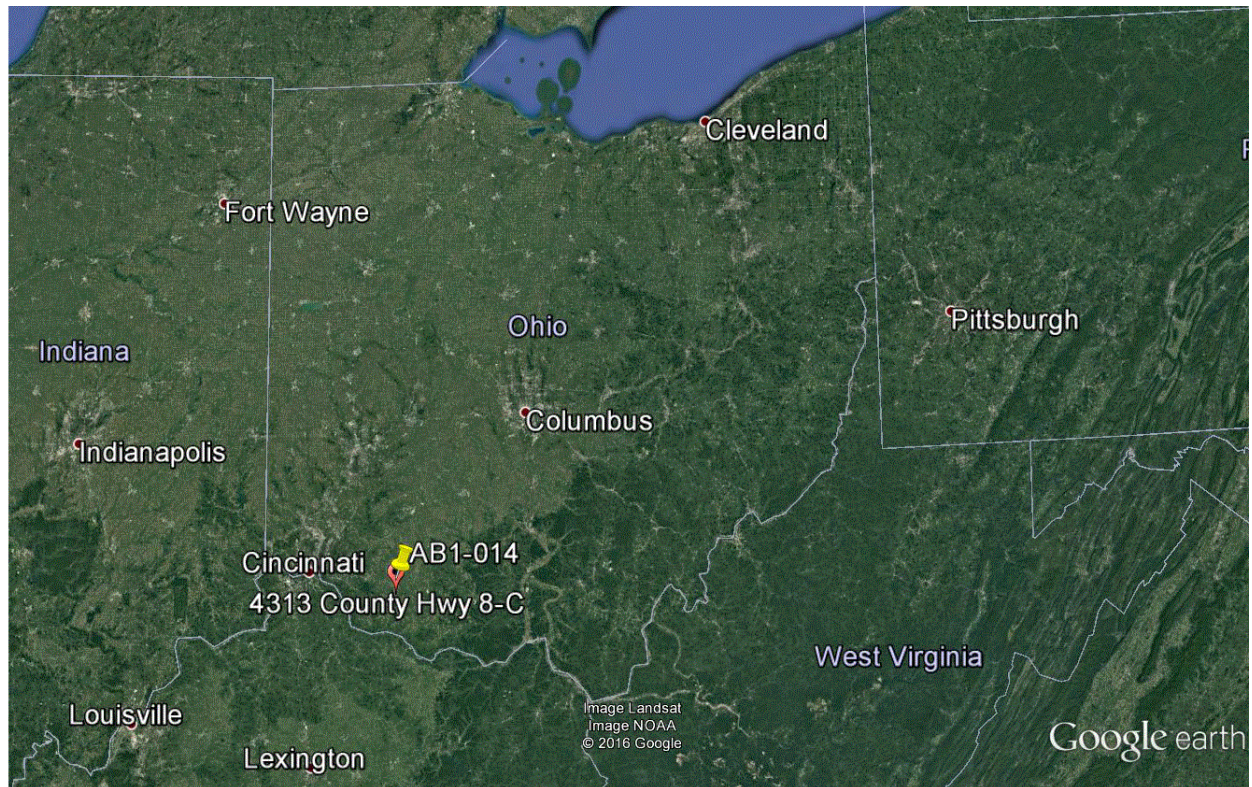 Cleveland
Fort Wayne
Ohio
Pittsburgh
Indiana
Columbus
Indianapolis
AB1-014
Cincinnati
4313 County Hwy 8-C
West Virginia
Louisville
Image Landsat
Image NOAA
© 2016 Google
Google earth
Lexington